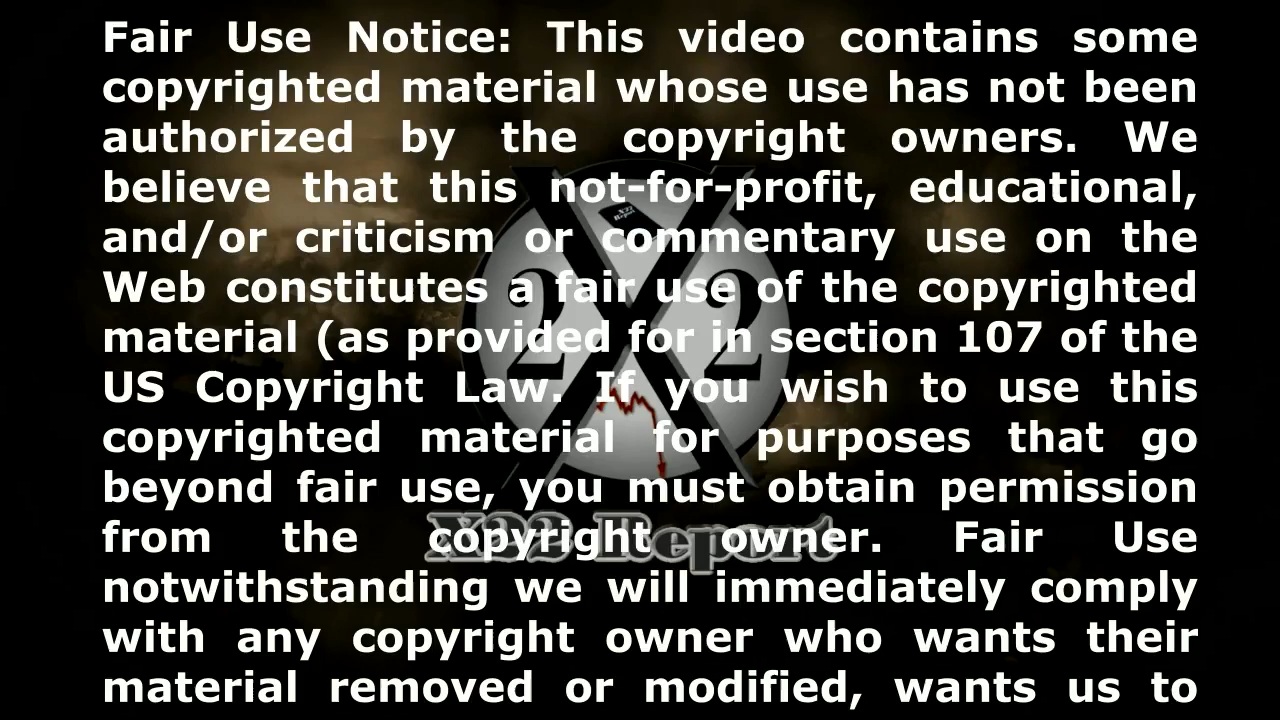 Fair Use Notice: This video contains some
copyrighted material whose use has not been
authorized by the copyright owners. We
believe that this not-for-profit, educational,
and/or criticism or commentary use on the
Web constitutes a fair use of the copyrighted
material (as provided for in section 107 of the
US Copyright Law. If you wish to use this
copyrighted material for purposes that go
beyond fair use, you must obtain permission
from the copyright owner. Fair Use
notwithstanding we will immediately comply
with any copyright owner who wants their
material removed or modified, wants us to
X22 Report
2X2
X22 Report